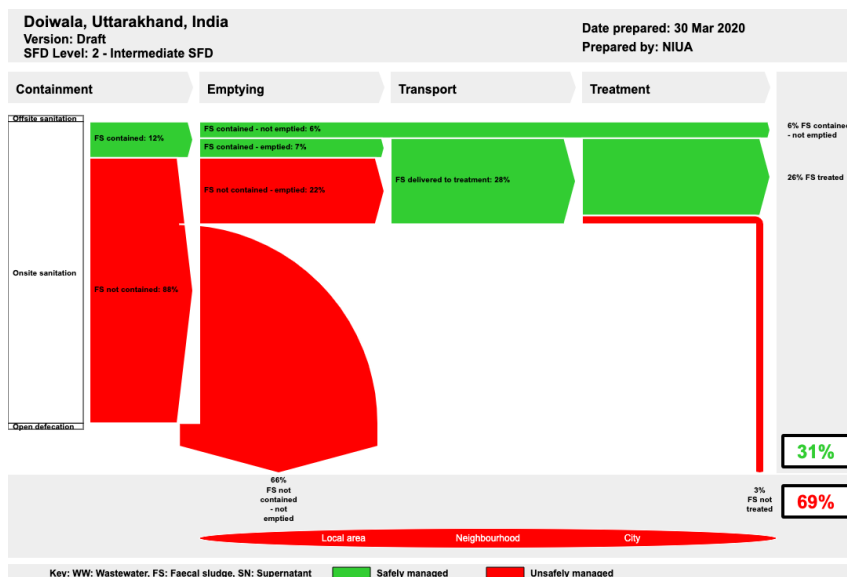 Doiwala, Uttarakhand, India
Version: Draft
SFD Level: 2 - Intermediate SFD
Date prepared: 30 Mar 2020
Prepared by: NIUA
Containment
Emptying
Transport
Treatment
Offsite sanitation
FS contained: 12%
FS contained - not emptied: 6%
6% FS contained
- not emptied
FS contained - emptied: 7%
FS not contained - emptied: 22%
FS delivered to treatment: 28%
26% FS treated
Onsite sanitation
FS not contained: 88%
Open defecation
31%
66%
FS not
contained
- not
emptied
3%
FS not
treated
69%
Local area
Neighbourhood
City
Key: WW: Wastewater, FS: Faecal sludge, SN: Supernatant
Safely managed
Unsafely managed